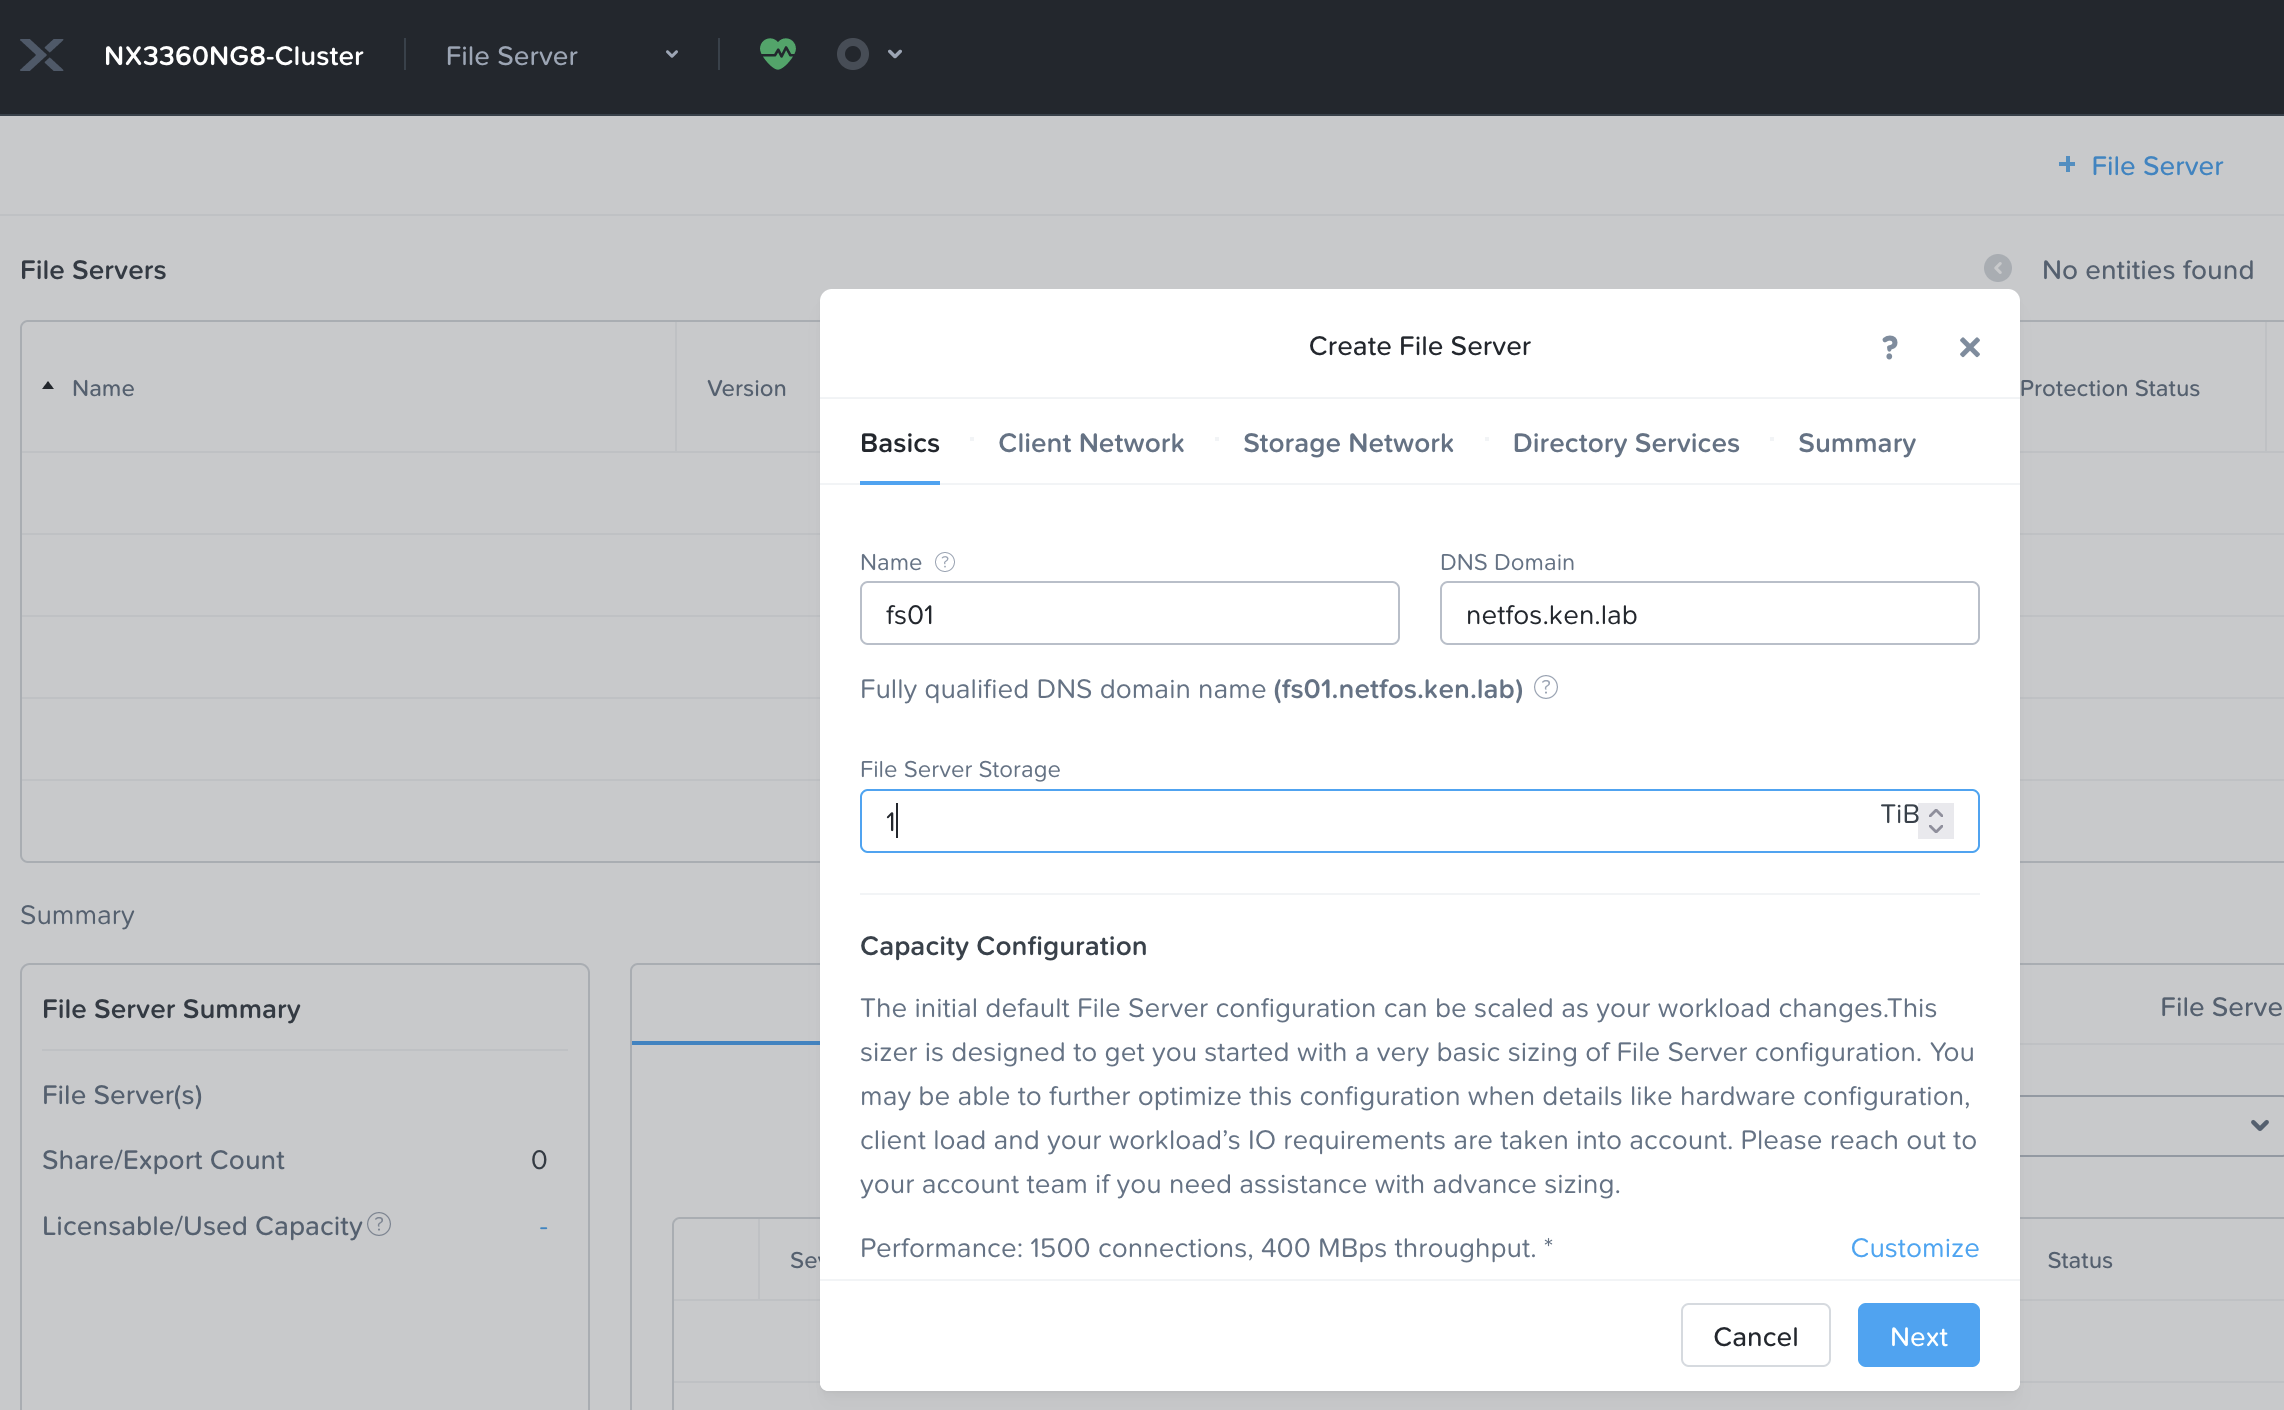 NX3360NG8-Cluster File Server
+ File Server
File Servers
No entities found
Name Version Protection Status
Create File Server ? ×
Basics Client Network Storage Network Directory Services Summary
Name ? DNS Domain
fs01 netfos.ken.lab
Fully qualified DNS domain name (fs01.netfos.ken.lab) ?
File Server Storage
1 TiB
Capacity Configuration
The initial default File Server configuration can be scaled as your workload changes.This
sizer is designed to get you started with a very basic sizing of File Server configuration. You
may be able to further optimize this configuration when details like hardware configuration,
client load and your workload’s IO requirements are taken into account. Please reach out to
your account team if you need assistance with advance sizing.
Performance: 1500 connections, 400 MBps throughput. * Customize
Cancel Next
Summary
File Server Summary
File Server(s)
Share/Export Count 0
Licensable/Used Capacity ? -
File Serve
Status